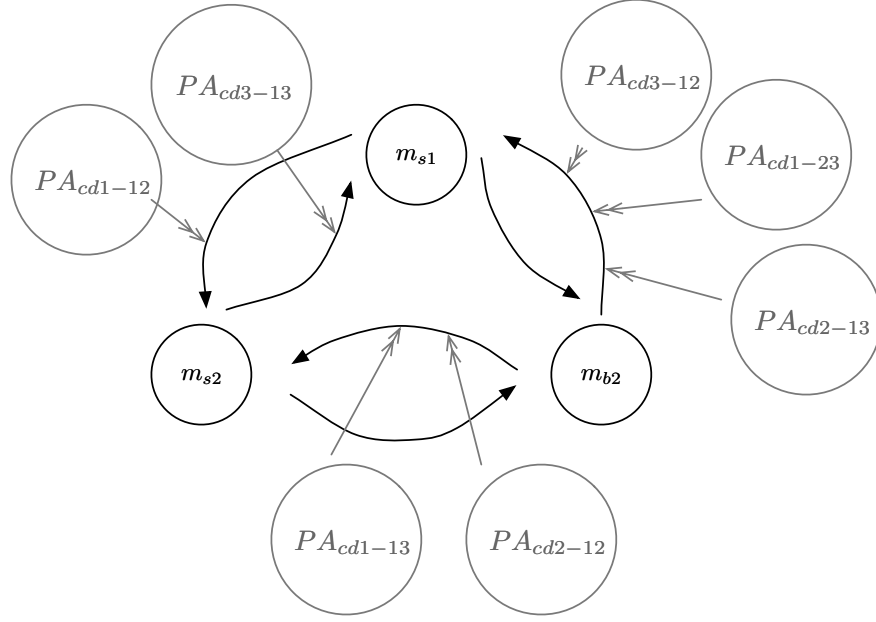 PA_{cd3-13}
PA_{cd3-12}
PA_{cd1-12}
m_{s1}
PA_{cd1-23}
PA_{cd2-13}
m_{s2}
m_{b2}
PA_{cd1-13}
PA_{cd2-12}